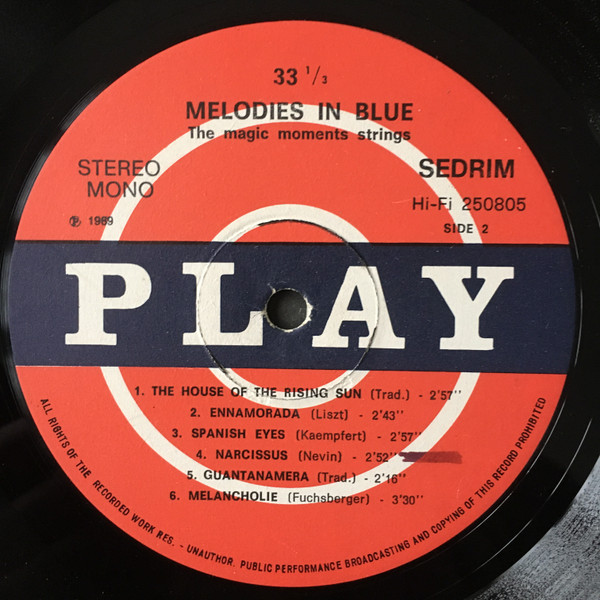 33 1/3
MELODIES IN BLUE
The magic moments strings
STEREO
MONO
SEDRIM
Hi-Fi 250805
℗ 1969
SIDE 2
PLAY
1. THE HOUSE OF THE RISING SUN (Trad.) - 2'57''
2. ENNAMORADA (Liszt) - 2'43''
3. SPANISH EYES (Kaempfert) - 2'57''
4. NARCISSUS (Nevin) - 2'52''
5. GUANTANAMERA (Trad.) - 2'16''
6. MELANCHOLIE (Fuchsberger) - 3'30''
ALL RIGHTS OF THE RECORDED WORK RES. - UNAUTHOR. PUBLIC PERFORMANCE BROADCASTING AND COPYING OF THIS RECORD PROHIBITED